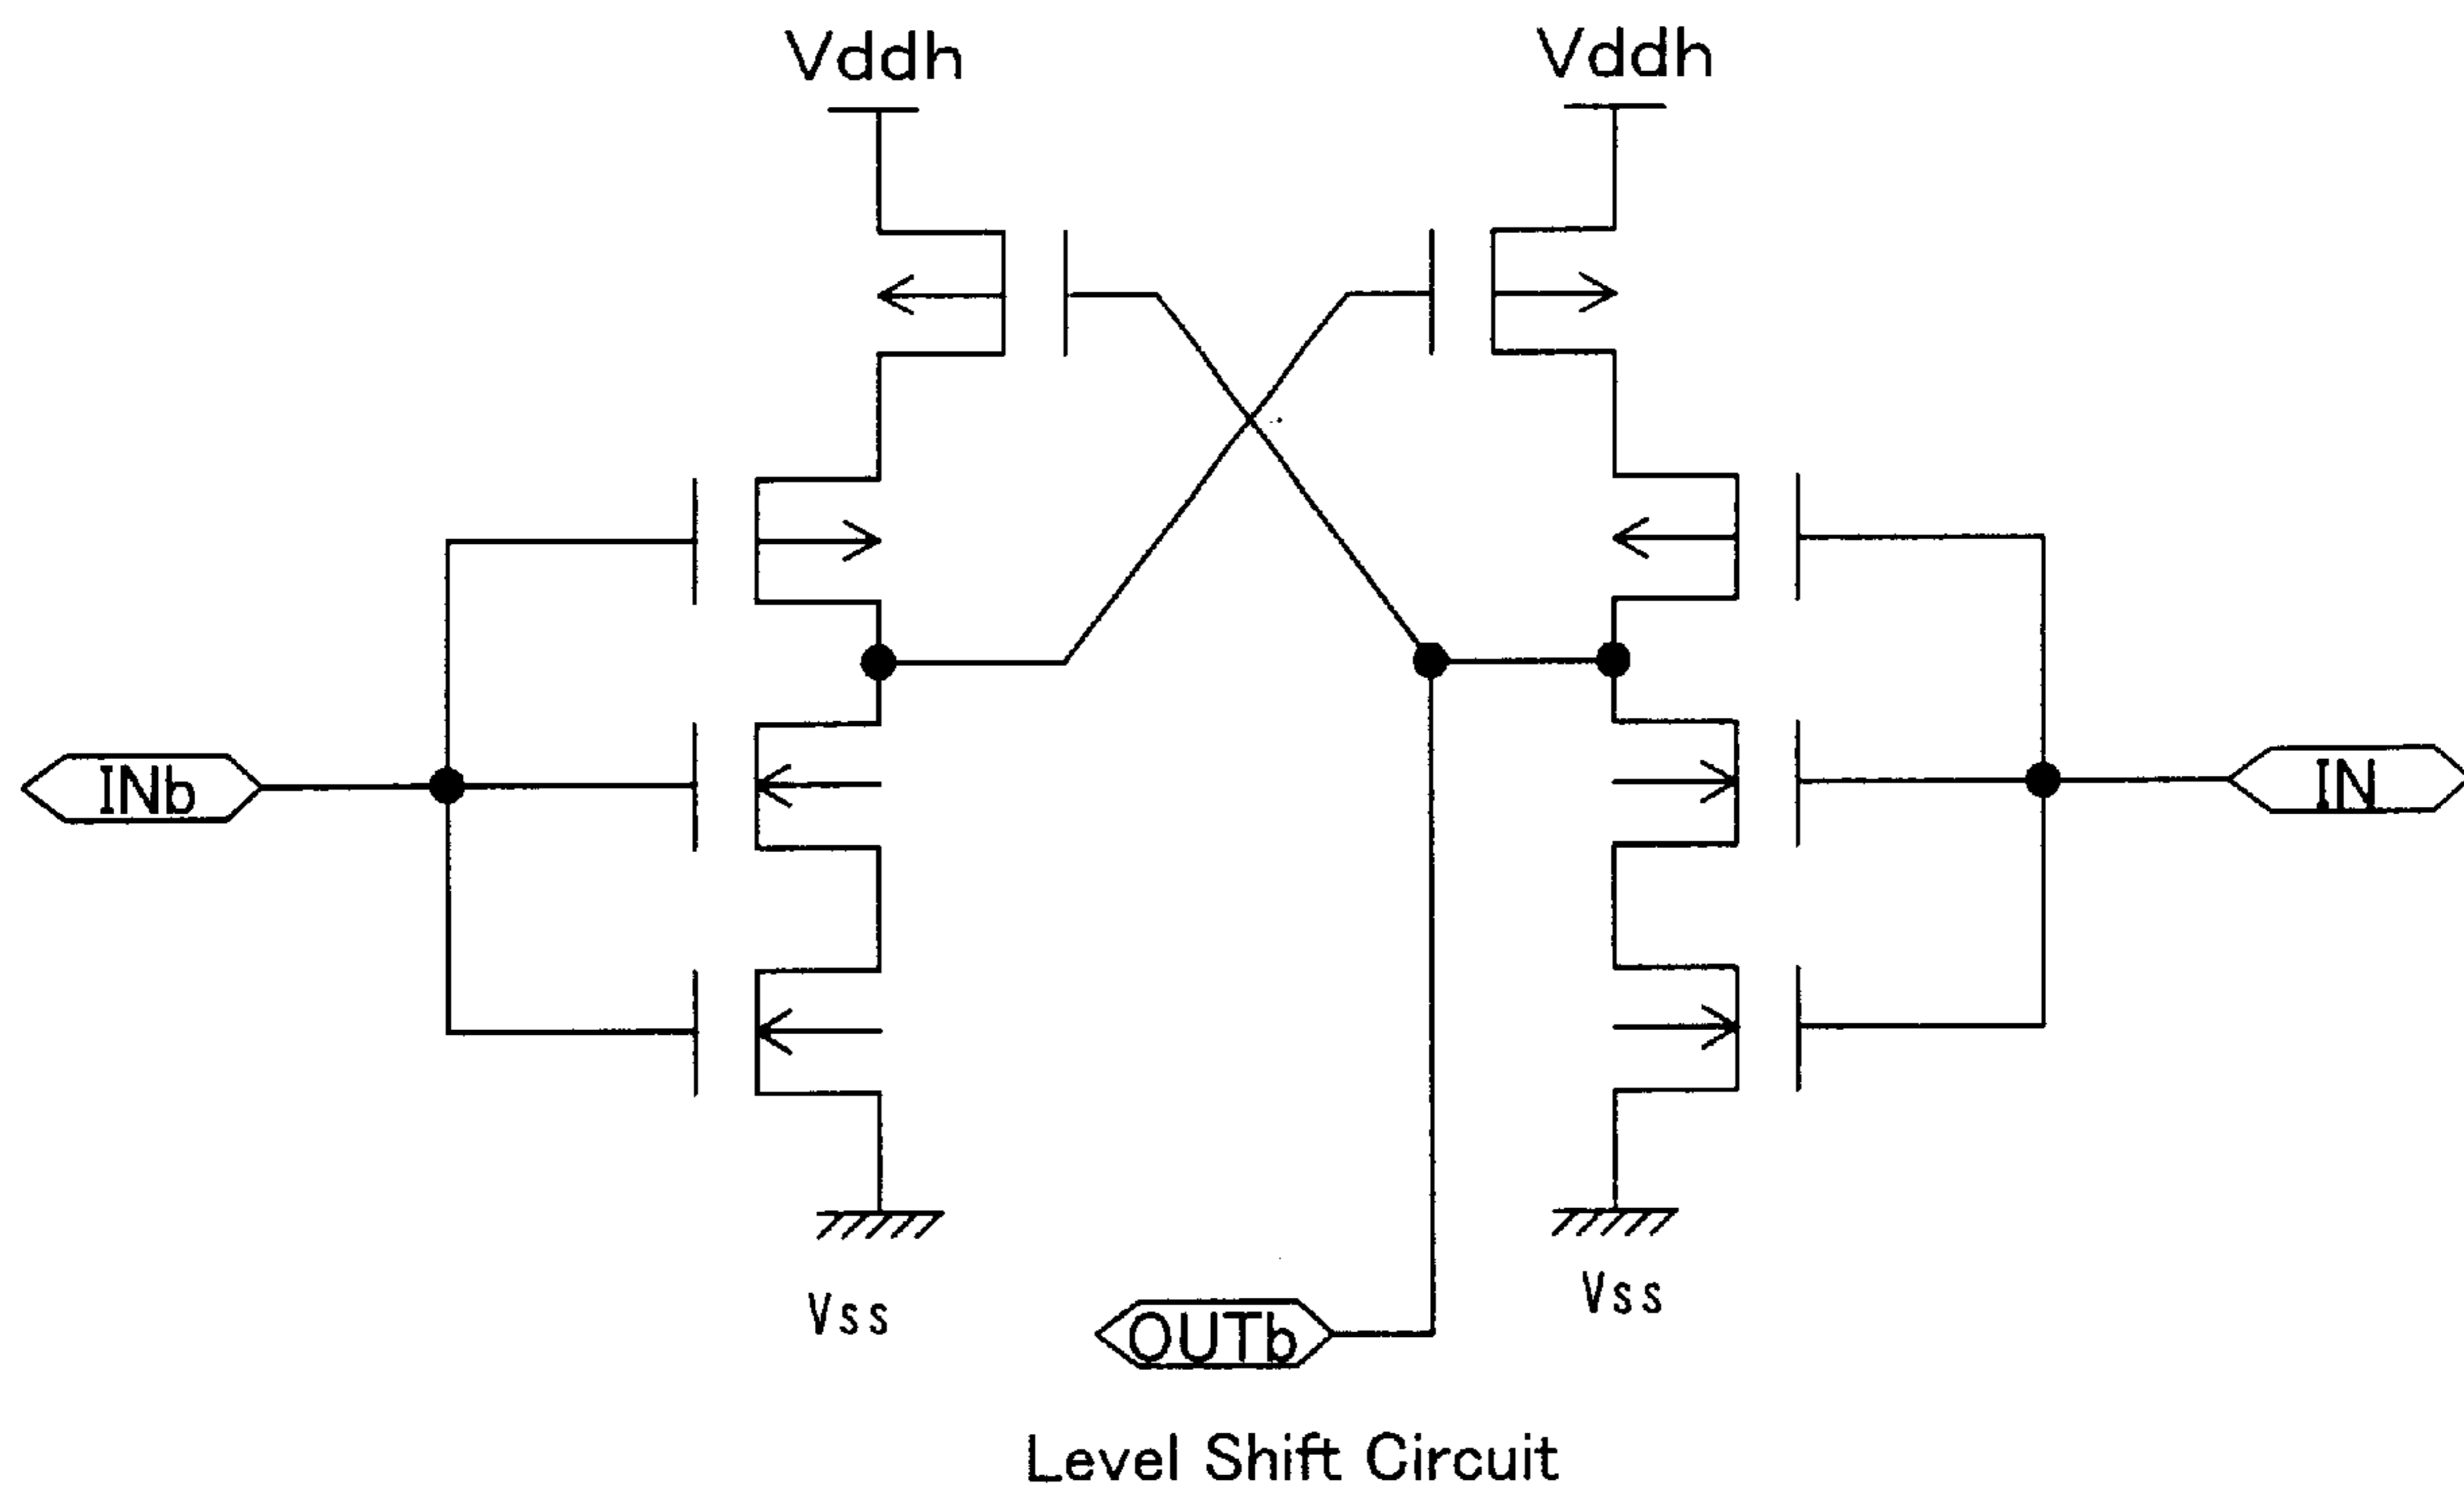 Vddh
Vddh
INb
IN
Vss
Vss
OUTb
Level Shift Circuit